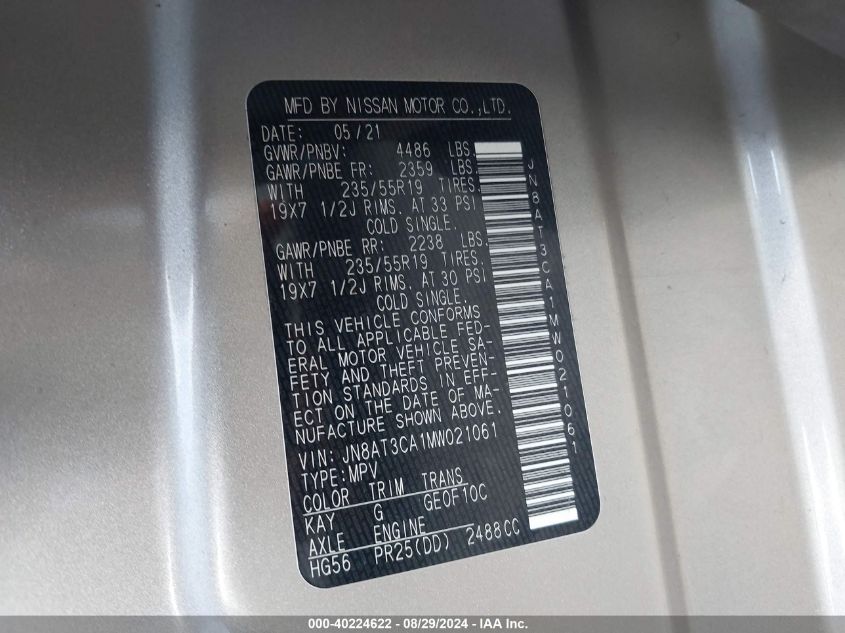 MFD BY NISSAN MOTOR CO.,LTD.
DATE: 05/21
GVWR/PNBV: 4486 LBS
GAWR/PNBE FR: 2359 LBS.
WITH 235/55R19 TIRES.
19X7 1/2J RIMS. AT 33 PSI
COLD SINGLE.
GAWR/PNBE RR: 2238 LBS.
WITH 235/55R19 TIRES.
19X7 1/2J RIMS. AT 30 PSI
COLD SINGLE.
THIS VEHICLE CONFORMS
TO ALL APPLICABLE FED-
ERAL MOTOR VEHICLE SA-
FETY AND THEFT PREVEN-
TION STANDARDS IN EFF-
ECT ON THE DATE OF MA-
NUFACTURE SHOWN ABOVE.
VIN: JN8AT3CA1MW021061
TYPE:MPV
COLOR TRIM TRANS
KAY G GE0F10C
AXLE ENGINE
HG56 PR25(DD) 2488CC
JN8AT3CA1MW021061
000-40224622 - 08/29/2024 - IAA Inc.